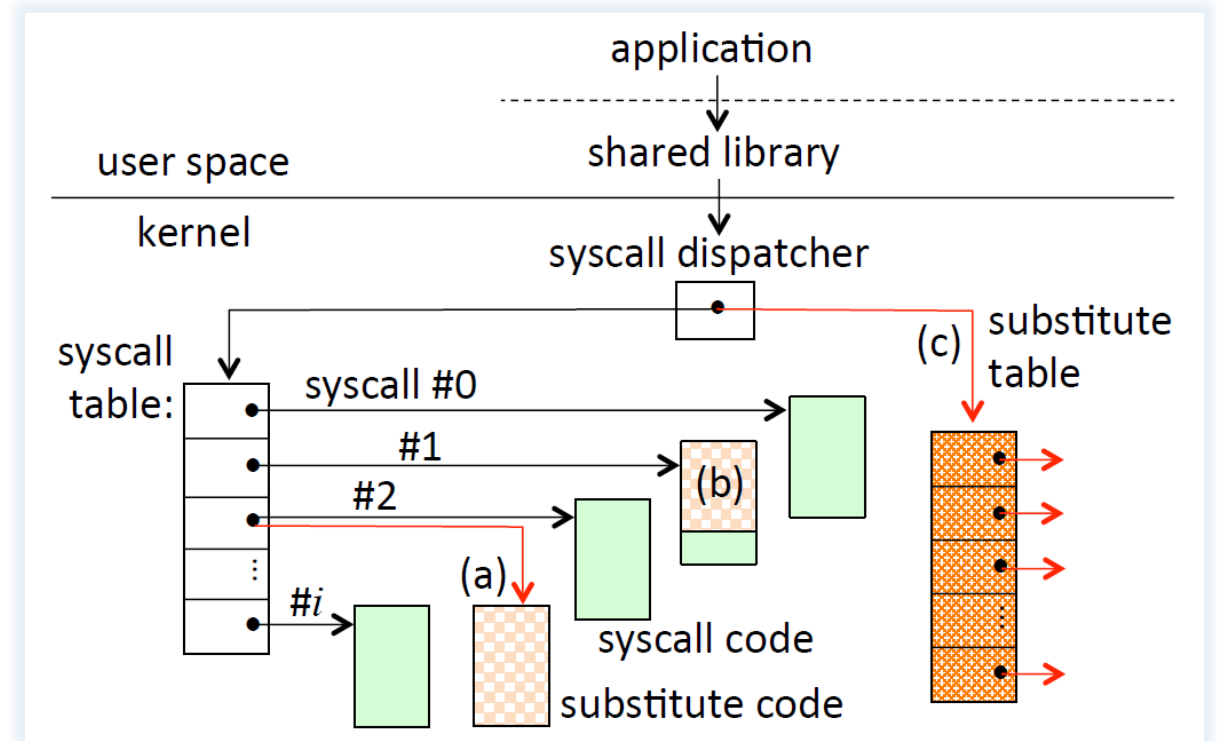 application
shared library
user space
kernel
syscall dispatcher
(c)
substitute
table
syscall
table:
syscall #0
#1
(b)
#2
(a)
⋮
⋮
#i
syscall code
substitute code